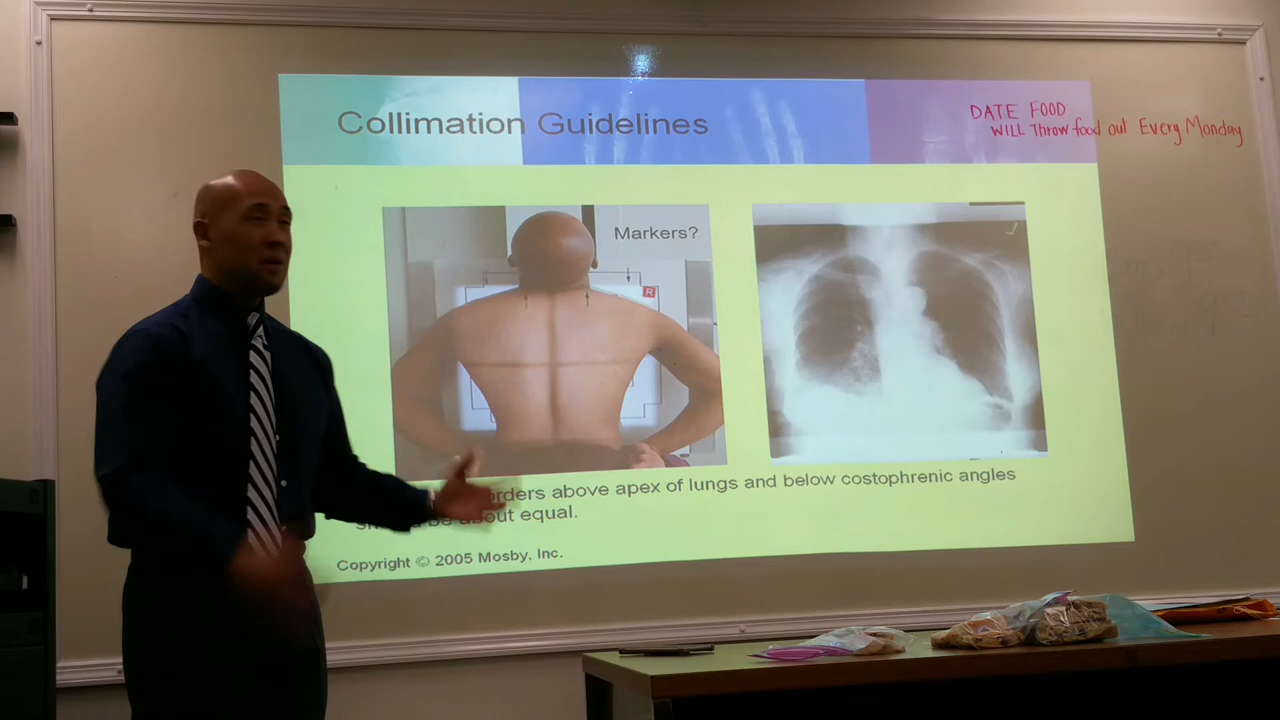 Collimation Guidelines
DATE FOOD
WILL Throw food out Every Monday
Markers?
R
above apex of lungs and below costophrenic angles
about equal.
Copyright © 2005 Mosby, Inc.